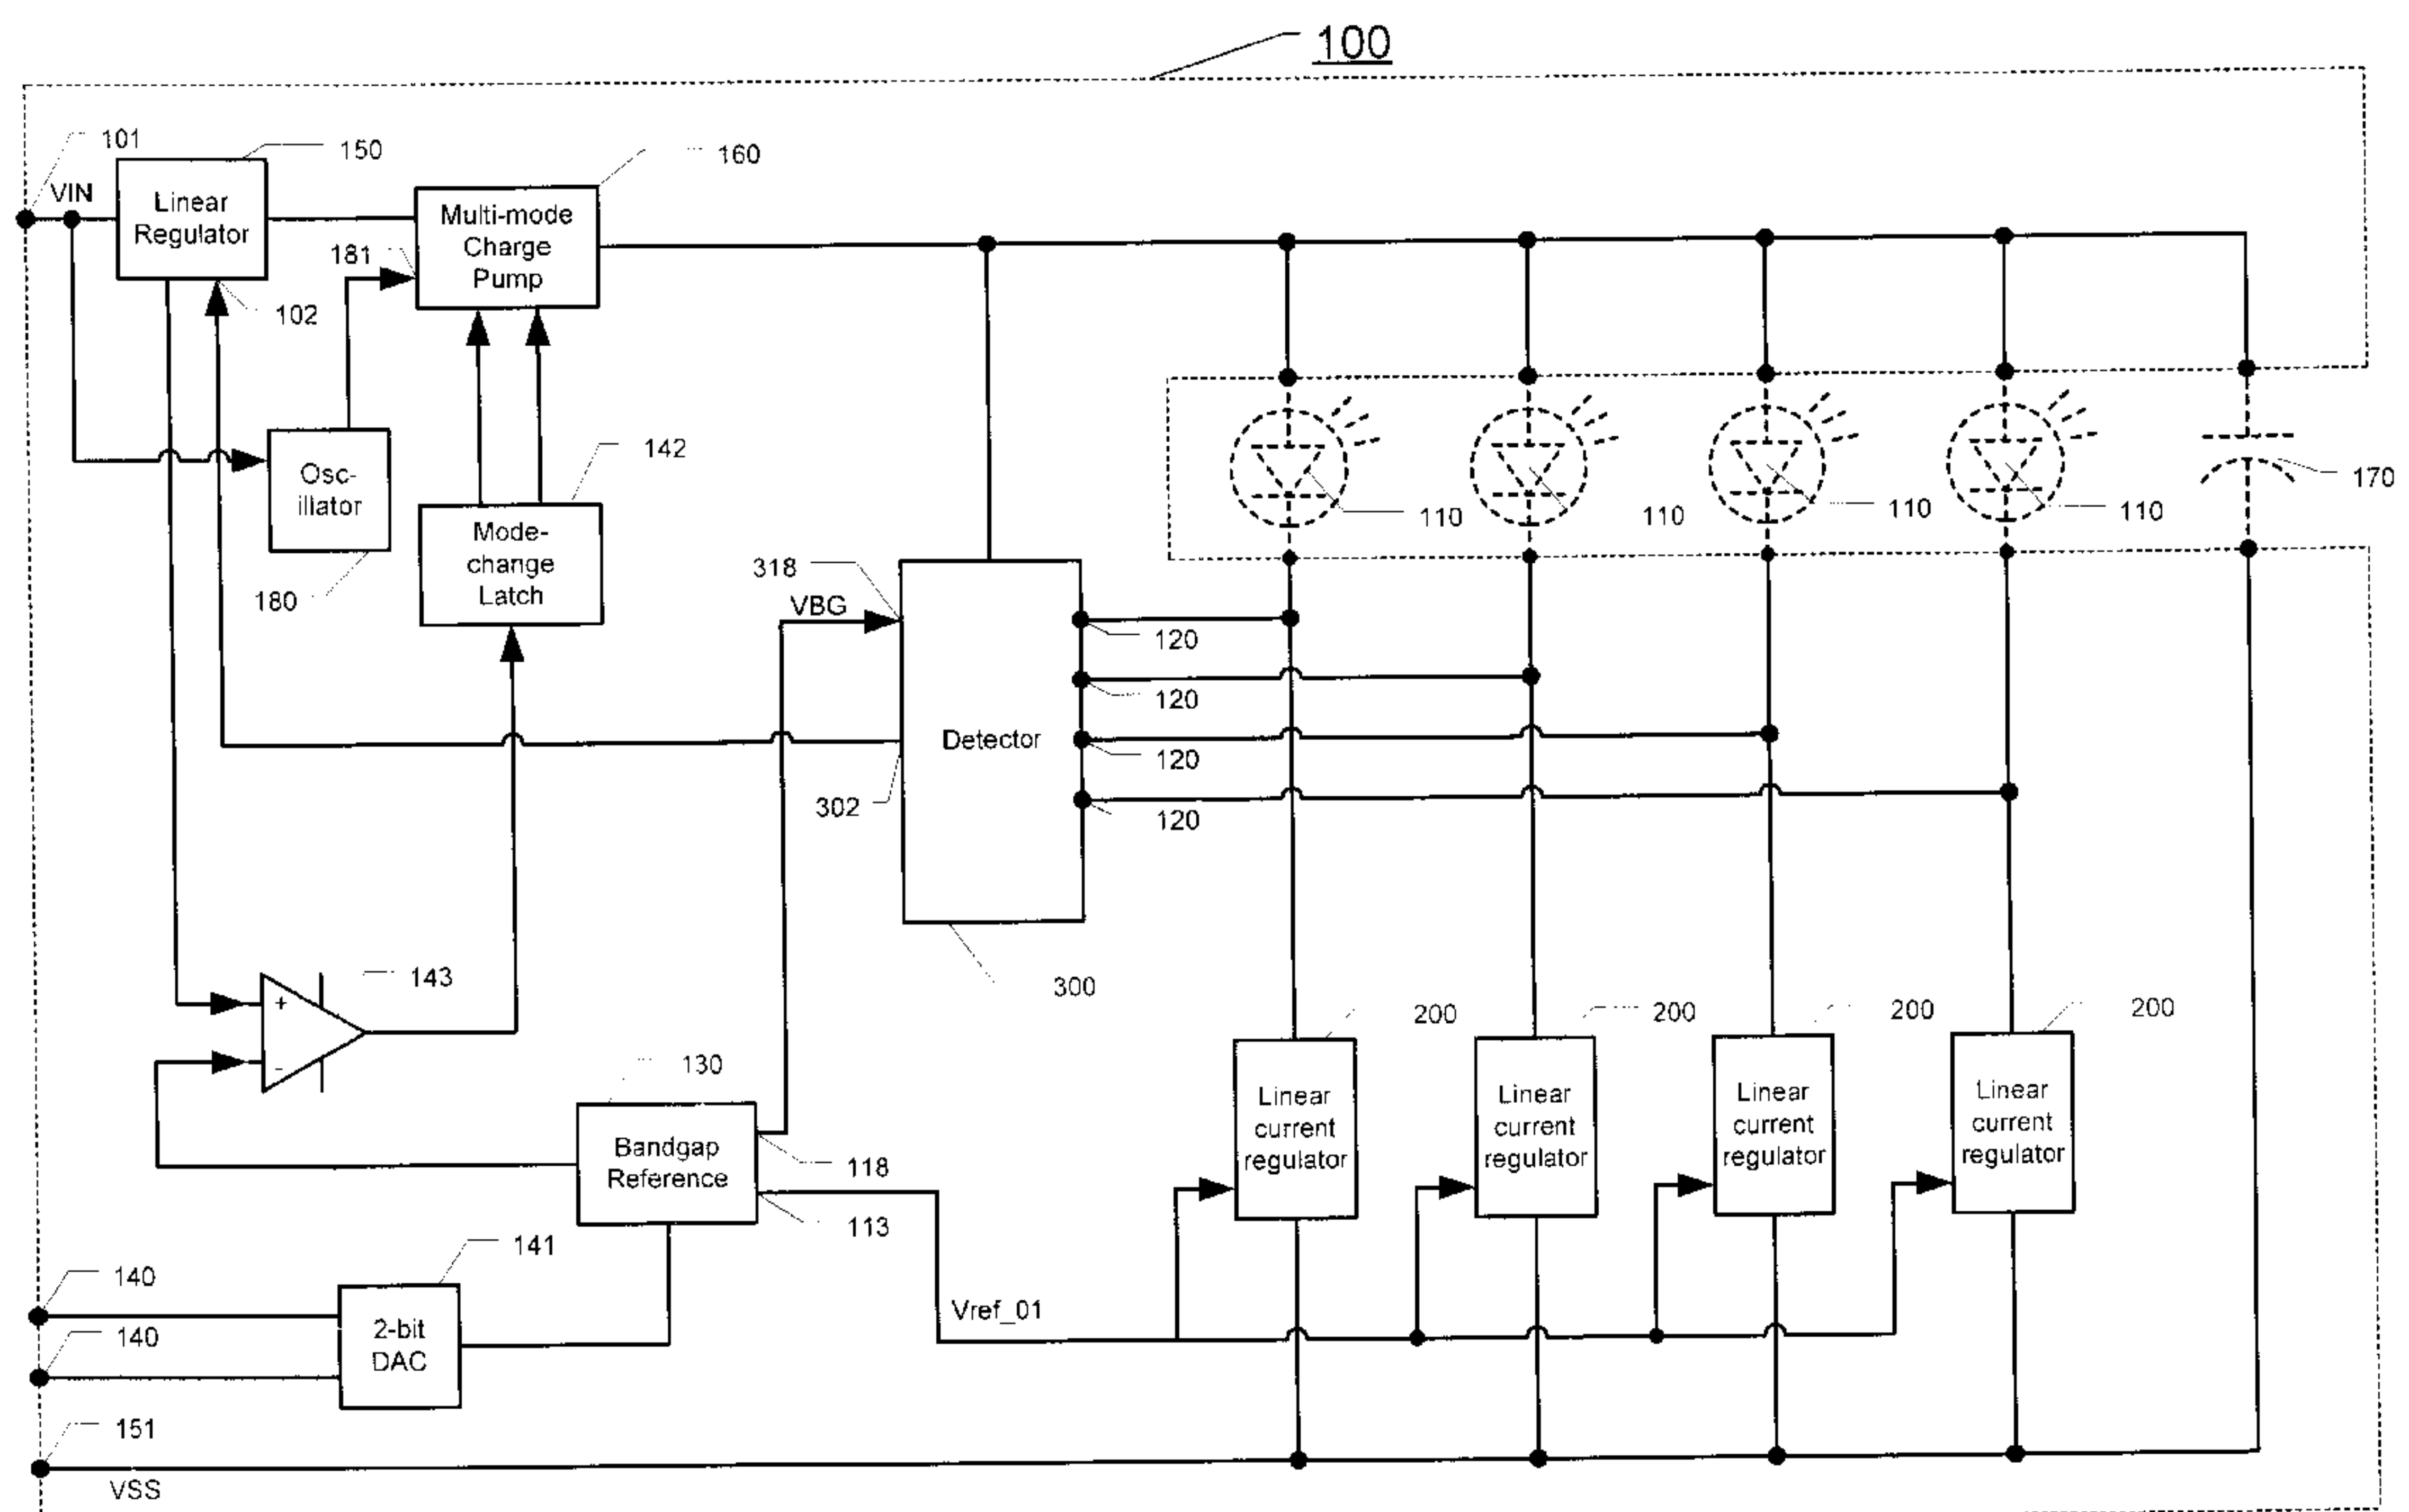 100
101
VIN
Linear
Regulator
150
102
Multi-mode
Charge
Pump
160
181
Osc-
illator
180
Mode-
change
Latch
142
110
110
110
110
170
318
VBG
Detector
302
300
120
120
120
120
143
+
-
130
Bandgap
Reference
118
113
200
Linear
current
regulator
200
Linear
current
regulator
200
Linear
current
regulator
200
Linear
current
regulator
Vref_01
141
140
140
2-bit
DAC
151
VSS